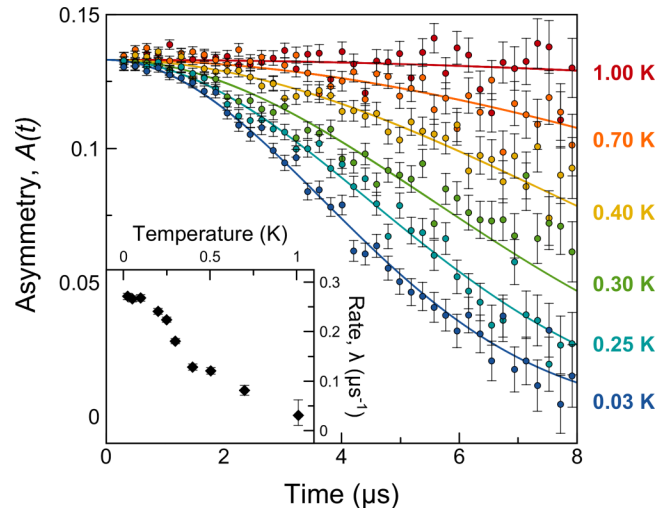 0.15
0.1
0.05
0
Asymmetry, A(t)
1.00 K
0.70 K
0.40 K
0.30 K
0.25 K
0.03 K
Temperature (K)
0 0.5 1
0.3
0.2
0.1
0
Rate, λ (μs⁻¹)
0 2 4 6 8
Time (μs)